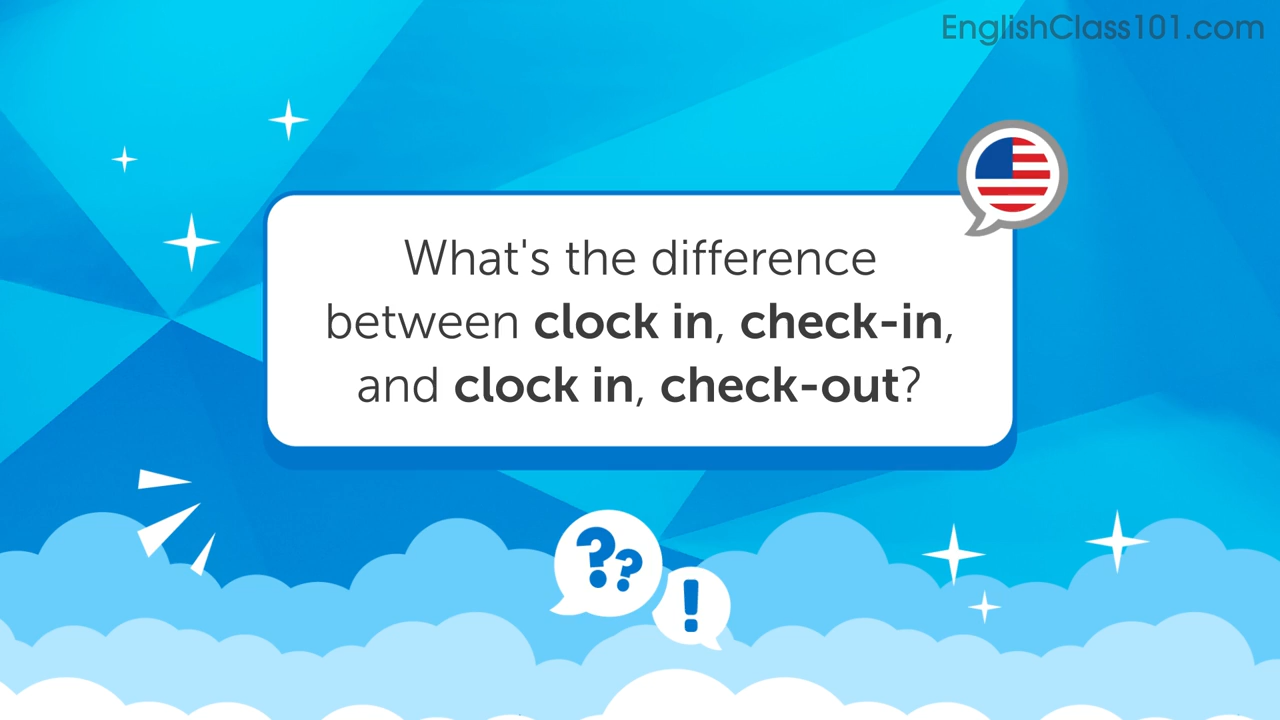 EnglishClass101.com
What's the difference
between clock in, check-in,
and clock in, check-out?
??
!